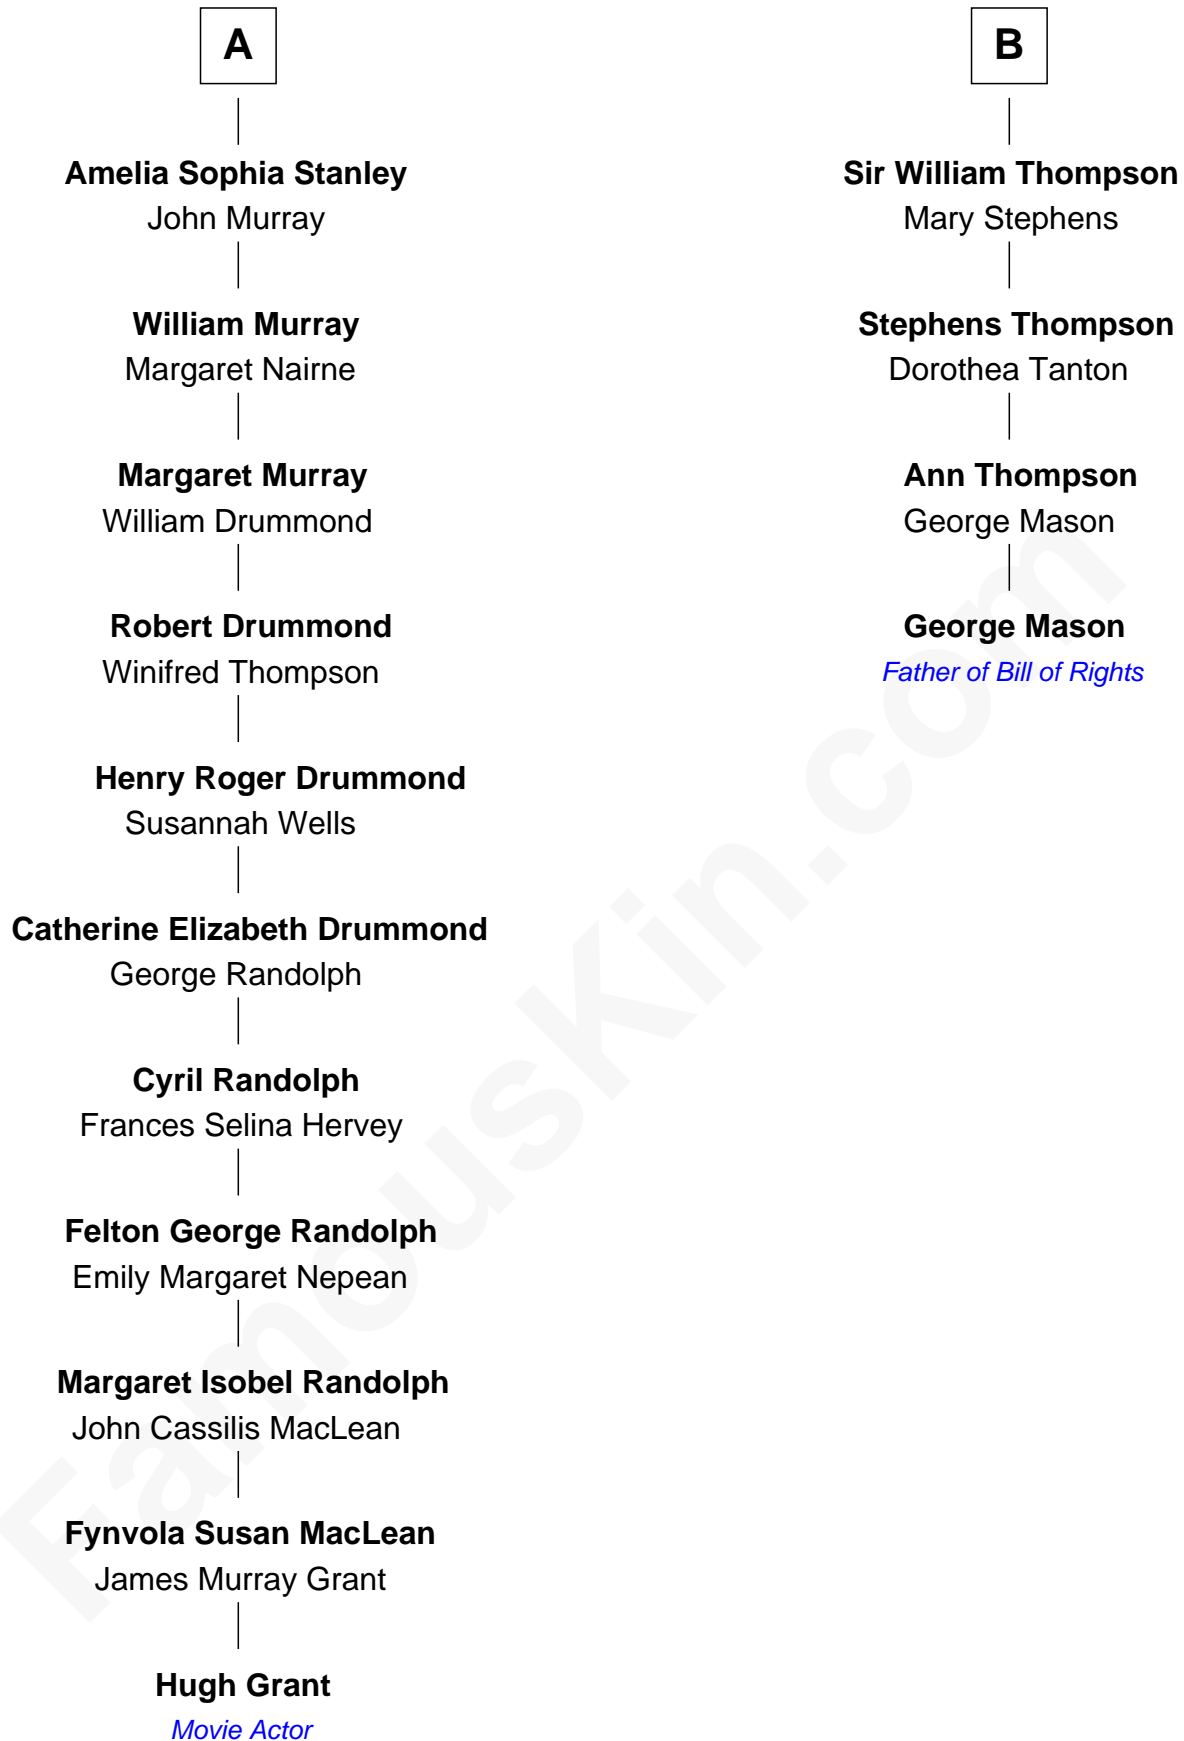 A
Amelia Sophia Stanley
John Murray
William Murray
Margaret Nairne
Margaret Murray
William Drummond
Robert Drummond
Winifred Thompson
Henry Roger Drummond
Susannah Wells
Catherine Elizabeth Drummond
George Randolph
Cyril Randolph
Frances Selina Hervey
Felton George Randolph
Emily Margaret Nepean
Margaret Isobel Randolph
John Cassilis MacLean
Fynvola Susan MacLean
James Murray Grant
Hugh Grant
Movie Actor
B
Sir William Thompson
Mary Stephens
Stephens Thompson
Dorothea Tanton
Ann Thompson
George Mason
George Mason
Father of Bill of Rights
FamousKin.com